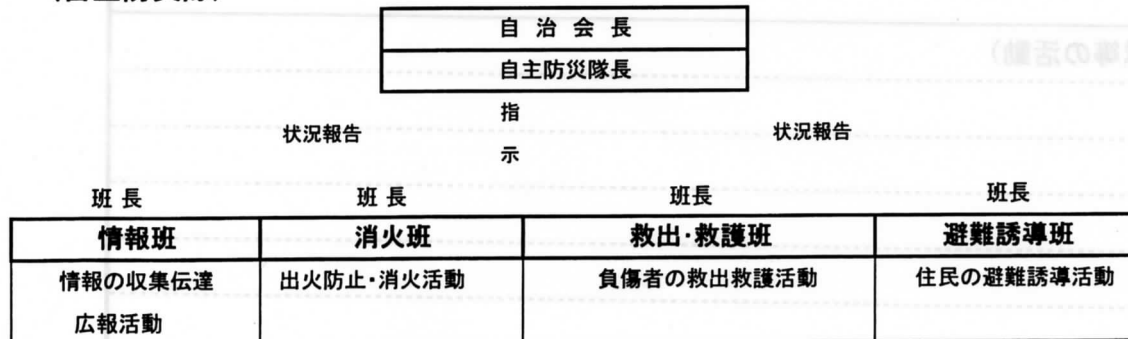 自 治 会 長
自主防災隊長
指
示
状況報告
状況報告
班 長
班 長
班長
班長
情報班
消火班
救出・救護班
避難誘導班
情報の収集伝達
出火防止・消火活動
負傷者の救出救護活動
住民の避難誘導活動
広報活動